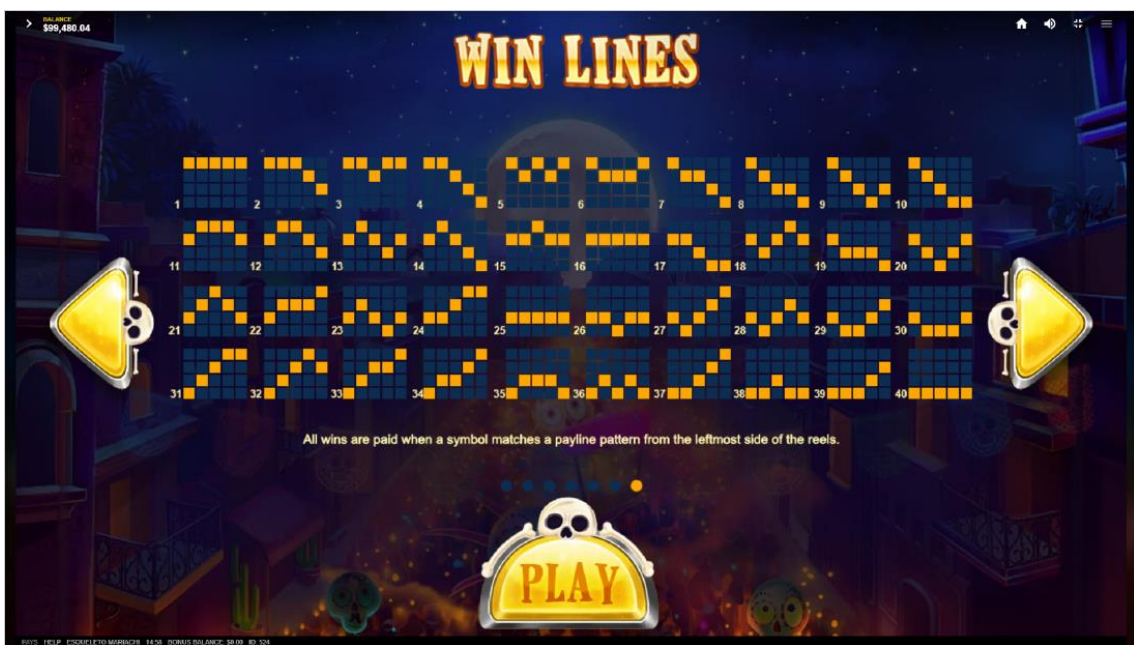 BALANCE
$99,480.04
WIN LINES
1 2 3 4 5 6 7 8 9 10
11 12 13 14 15 16 17 18 19 20
21 22 23 24 25 26 27 28 29 30
31 32 33 34 35 36 37 38 39 40
All wins are paid when a symbol matches a payline pattern from the leftmost side of the reels.
PLAY
PAYS HELP ESQUELETO MARIACHI 14:58 BONUS BALANCE: $0.00 ID: 524